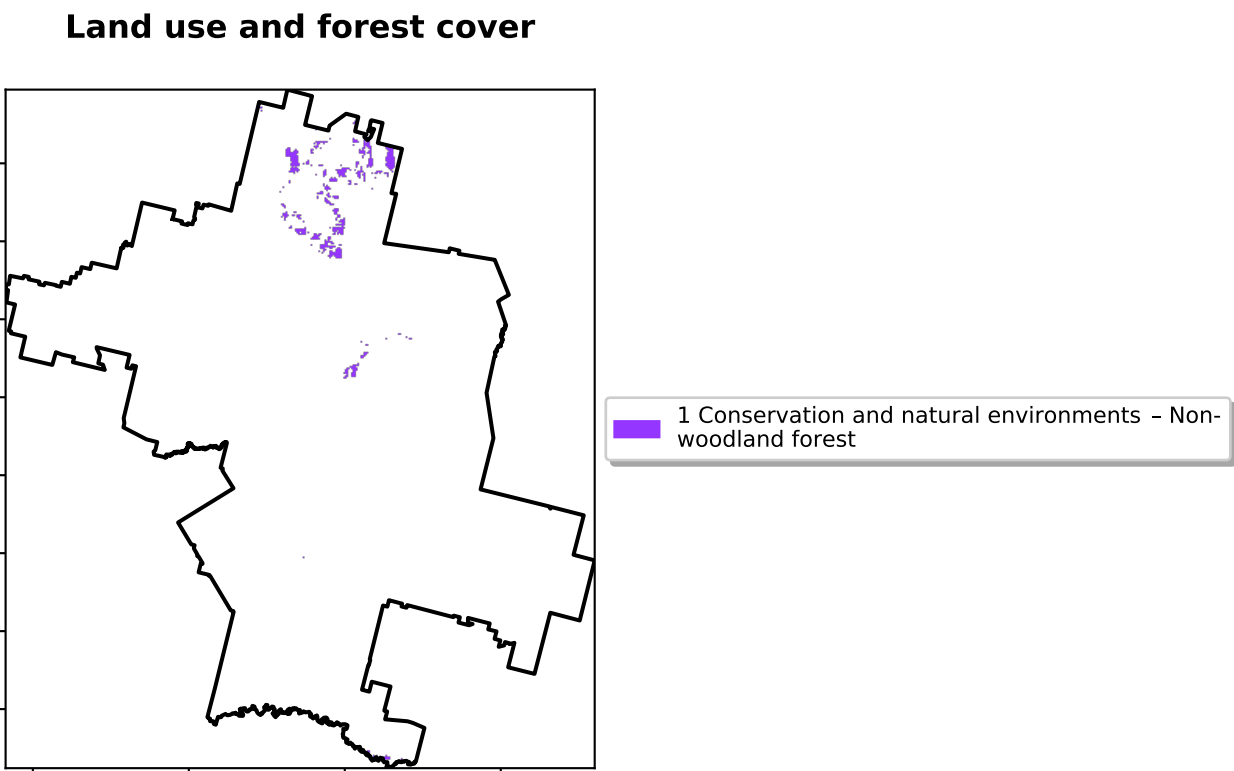 Land use and forest cover
1 Conservation and natural environments – Non-
woodland forest